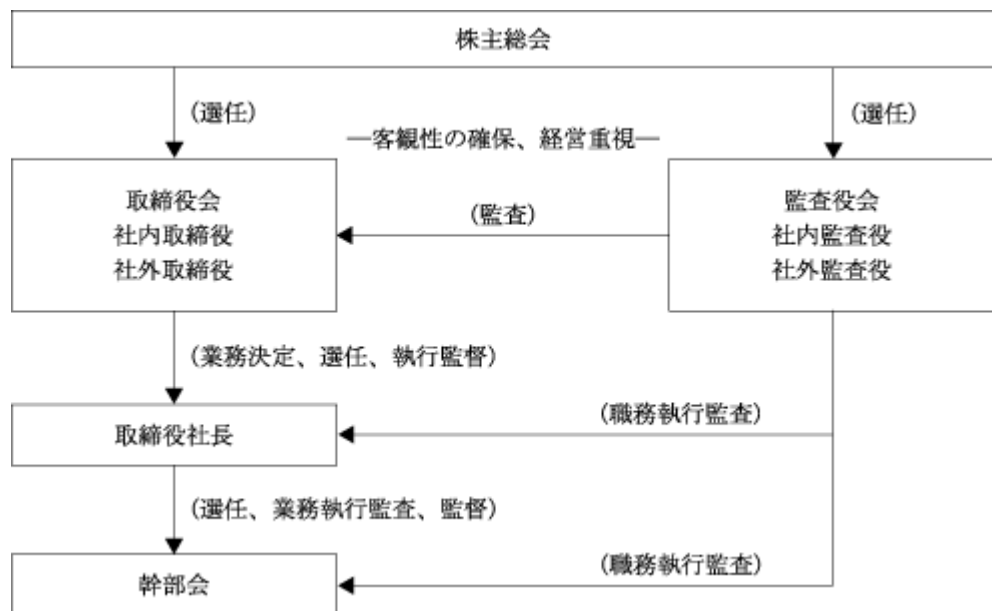 株主総会
(選任)
(選任)
―客観性の確保、経営重視―
取締役会
社内取締役
社外取締役
(監査)
監査役会
社内監査役
社外監査役
(業務決定、選任、執行監督)
(職務執行監査)
取締役社長
(選任、業務執行監査、監督)
(職務執行監査)
幹部会